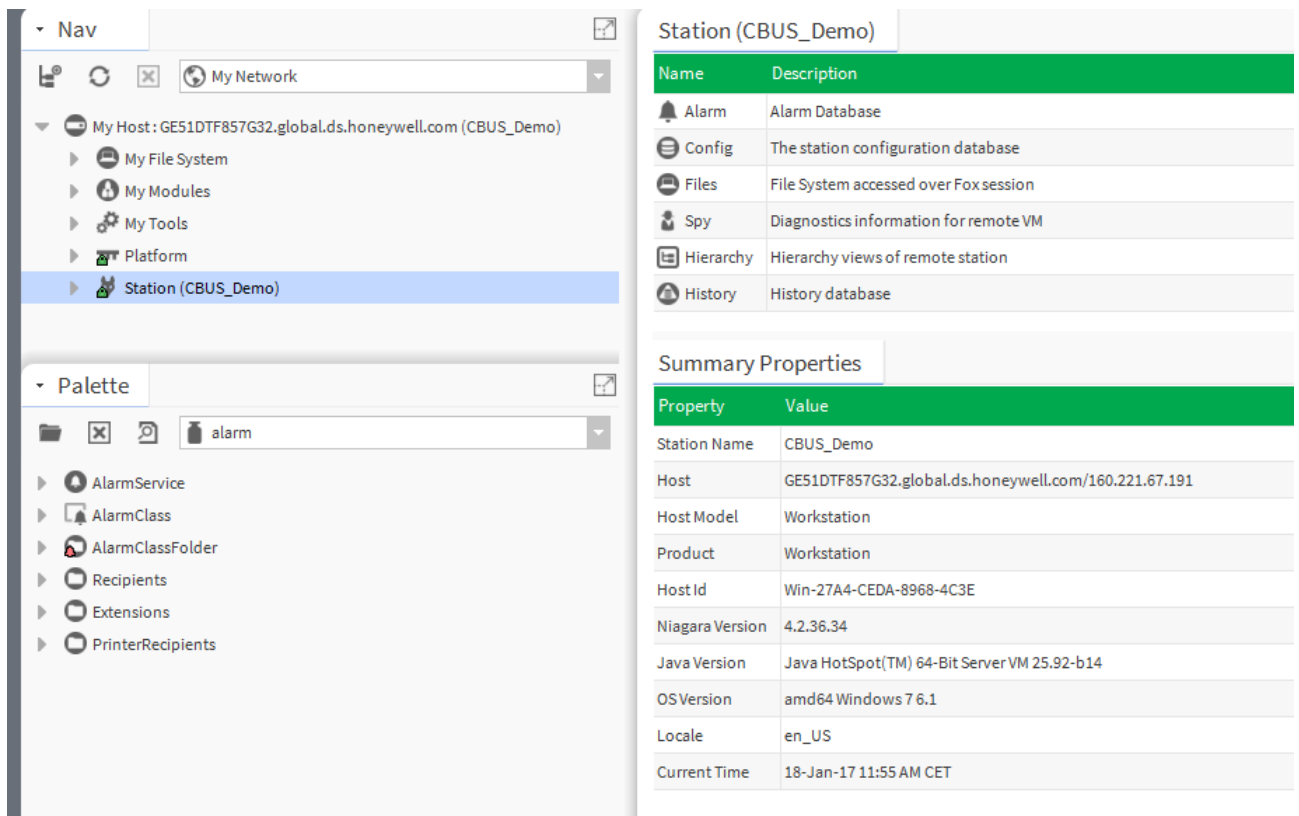 Nav
My Network
My Host : GE51DTF857G32.global.ds.honeywell.com (CBUS_Demo)
My File System
My Modules
My Tools
Platform
Station (CBUS_Demo)
Palette
alarm
AlarmService
AlarmClass
AlarmClassFolder
Recipients
Extensions
PrinterRecipients
Station (CBUS_Demo)
Name Description
Alarm Alarm Database
Config The station configuration database
Files File System accessed over Fox session
Spy Diagnostics information for remote VM
Hierarchy Hierarchy views of remote station
History History database
Summary Properties
Property Value
Station Name CBUS_Demo
Host GE51DTF857G32.global.ds.honeywell.com/160.221.67.191
Host Model Workstation
Product Workstation
Host Id Win-27A4-CEDA-8968-4C3E
Niagara Version 4.2.36.34
Java Version Java HotSpot(TM) 64-Bit Server VM 25.92-b14
OS Version amd64 Windows 7 6.1
Locale en_US
Current Time 18-Jan-17 11:55 AM CET